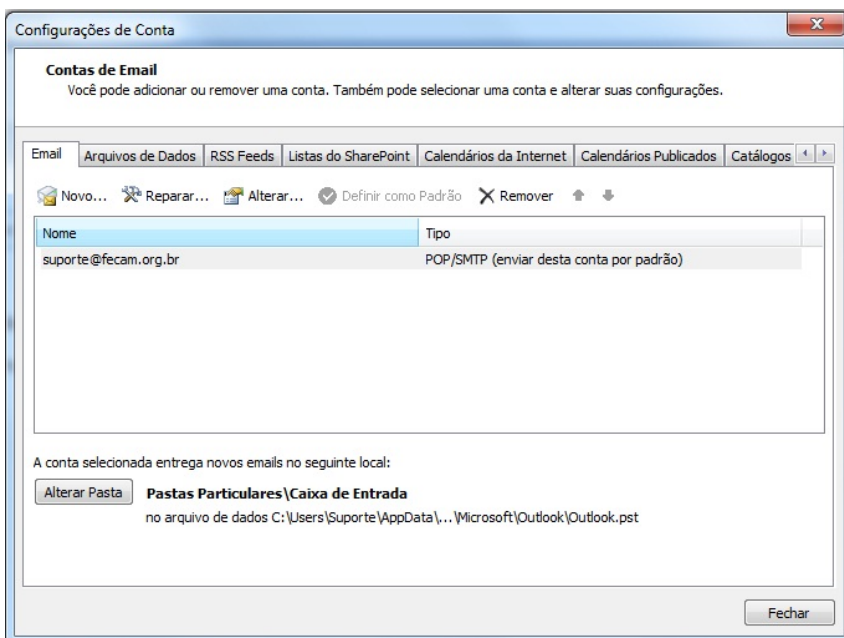 Configurações de Conta
Contas de Email
Você pode adicionar ou remover uma conta. Também pode selecionar uma conta e alterar suas configurações.
Email Arquivos de Dados RSS Feeds Listas do SharePoint Calendários da Internet Calendários Publicados Catálogos
Novo... Reparar... Alterar... Definir como Padrão Remover
Nome Tipo
suporte@fecam.org.br POP/SMTP (enviar desta conta por padrão)
A conta selecionada entrega novos emails no seguinte local:
Alterar Pasta Pastas Particulares\Caixa de Entrada
no arquivo de dados C:\Users\Suporte\AppData\...\Microsoft\Outlook\Outlook.pst
Fechar